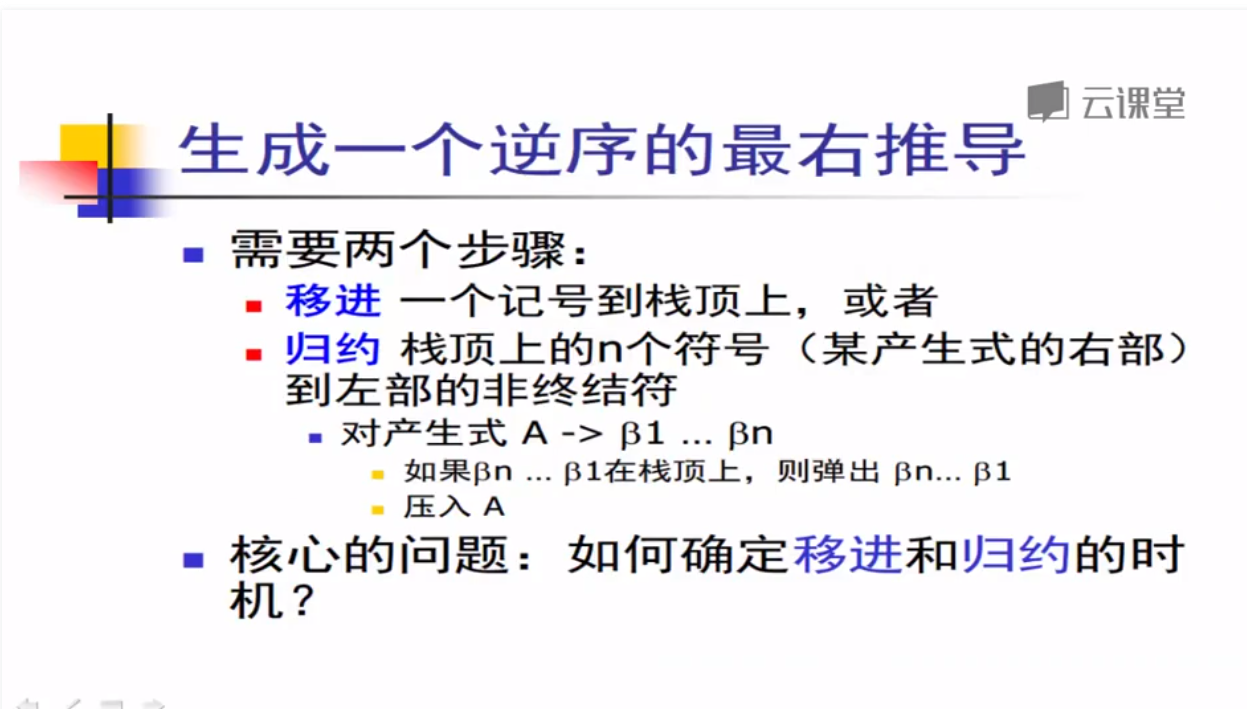 云课堂
生成一个逆序的最右推导
需要两个步骤：
移进 一个记号到栈顶上，或者
归约 栈顶上的n个符号（某产生式的右部）
到左部的非终结符
对产生式 A -> β1 ... βn
如果βn ... β1在栈顶上，则弹出 βn... β1
压入 A
核心的问题：如何确定移进和归约的时
机？